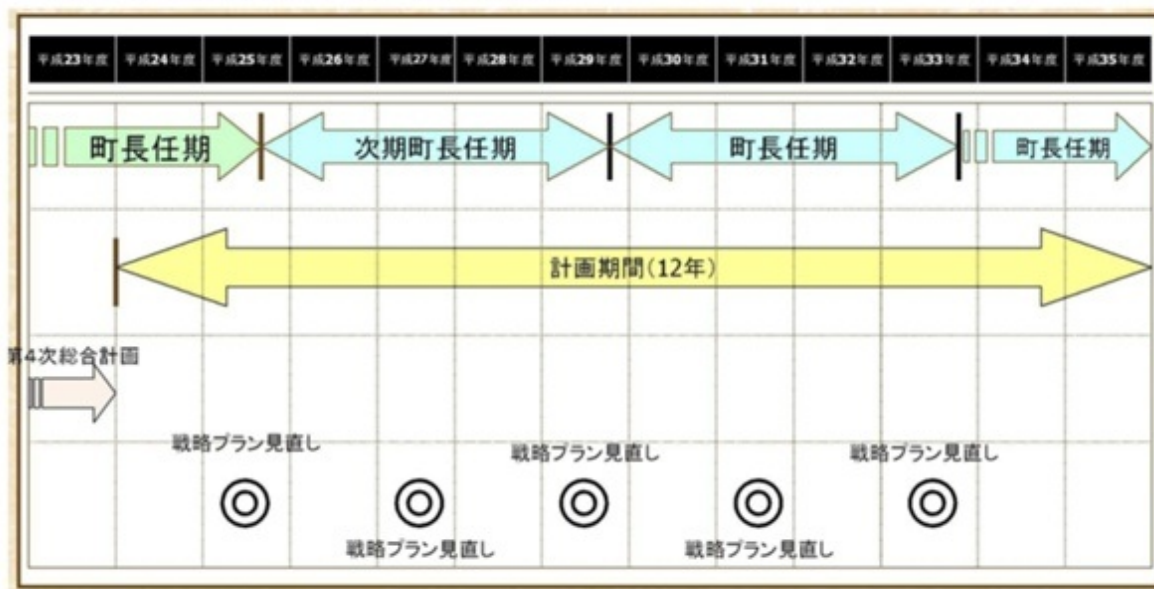 平成23年度 平成24年度 平成25年度 平成26年度 平成27年度 平成28年度 平成29年度 平成30年度 平成31年度 平成32年度 平成33年度 平成34年度 平成35年度
町長任期 次期町長任期 町長任期 町長任期
計画期間(12年)
第4次総合計画
戦略プラン見直し 戦略プラン見直し 戦略プラン見直し
戦略プラン見直し 戦略プラン見直し